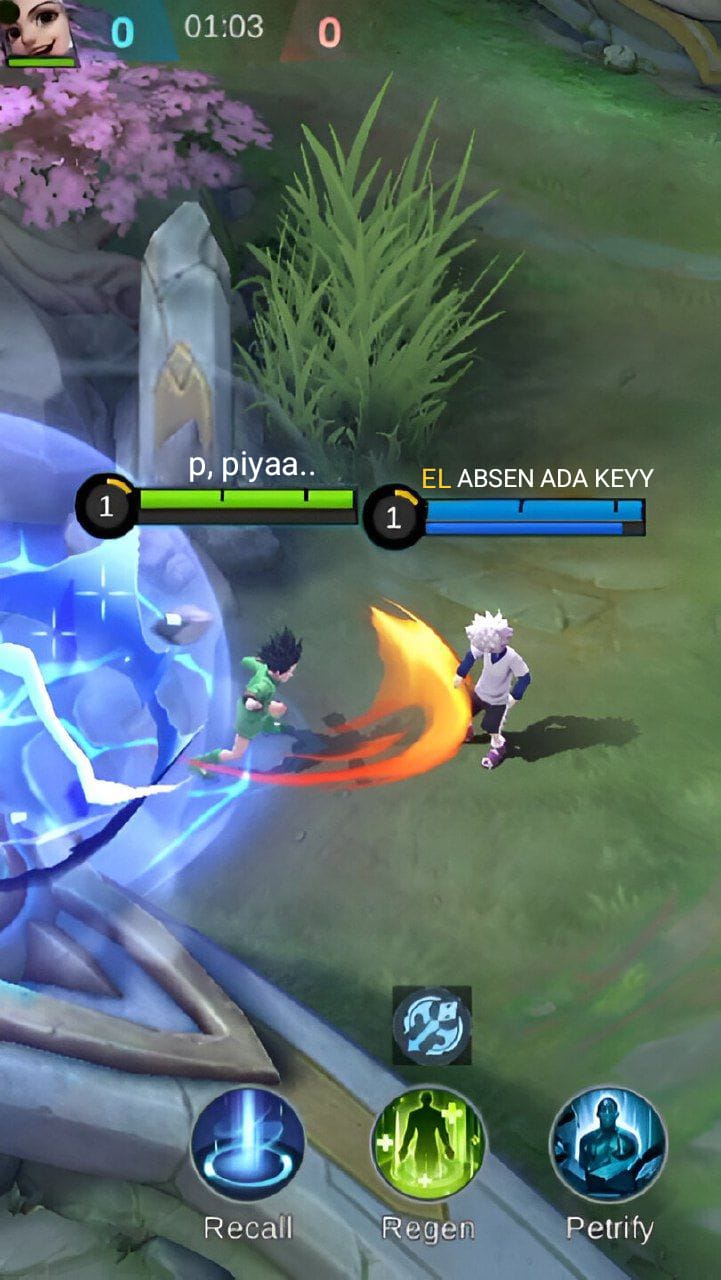 0 01:03 0
p, piyaa..
EL ABSEN ADA KEYY
1
1
Recall Regen Petrify